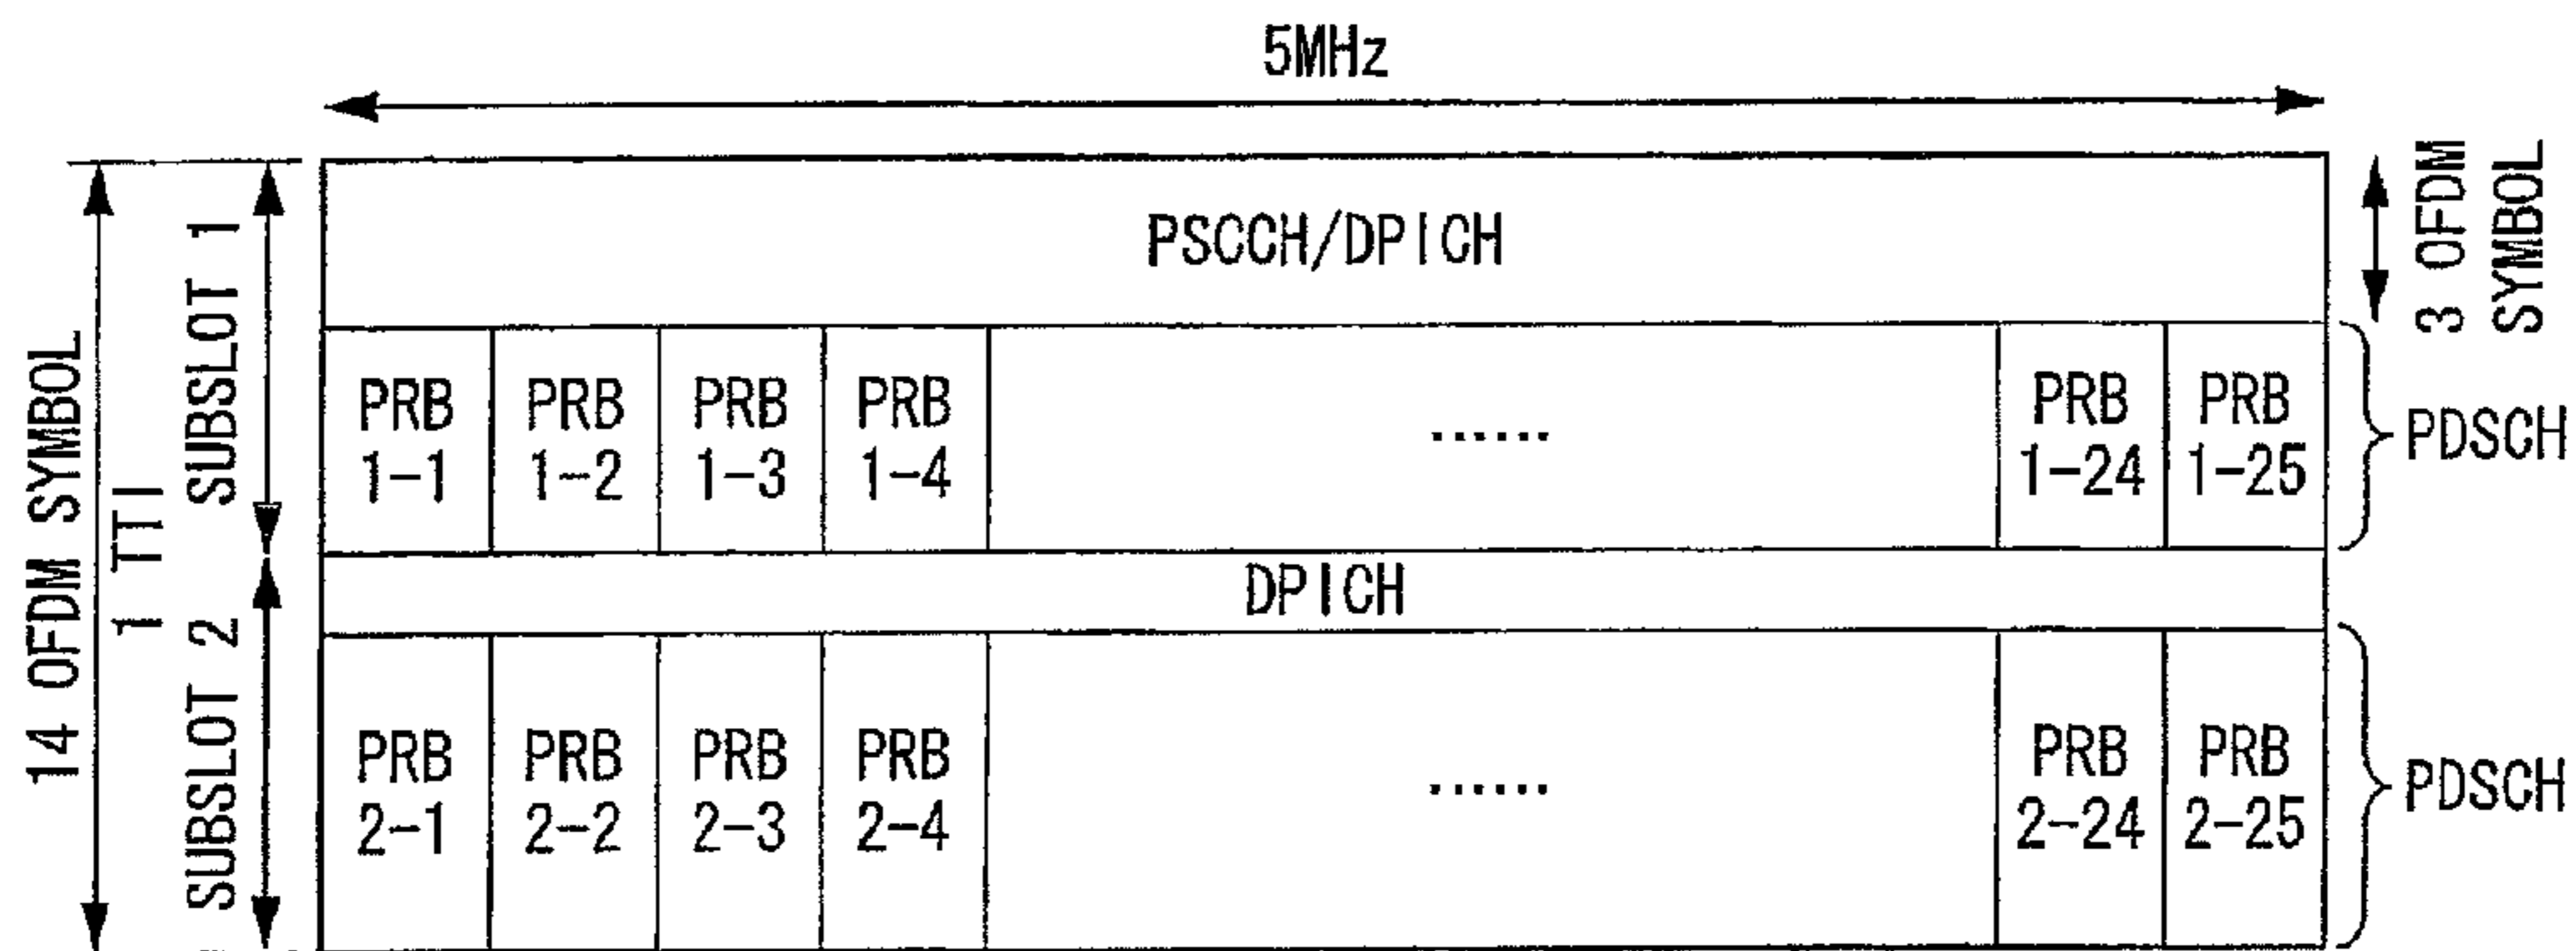 5MHz
14 OFDM SYMBOL
1 TTI
SUBSLOT 1
SUBSLOT 2
PSCCH/DPICH
3 OFDM
SYMBOL
PRB
1-1
PRB
1-2
PRB
1-3
PRB
1-4
......
PRB
1-24
PRB
1-25
PDSCH
DPICH
PRB
2-1
PRB
2-2
PRB
2-3
PRB
2-4
......
PRB
2-24
PRB
2-25
PDSCH